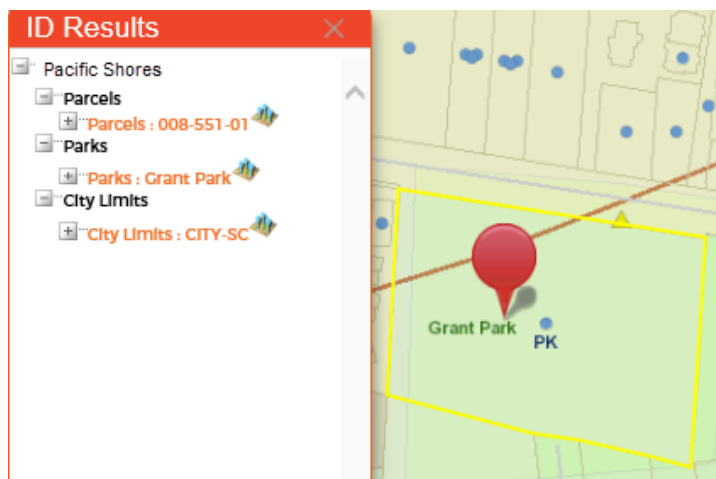 ID Results
Pacific Shores
Parcels
Parcels : 008-551-01
Parks
Parks : Grant Park
City Limits
City Limits : CITY-SC
Grant Park
PK